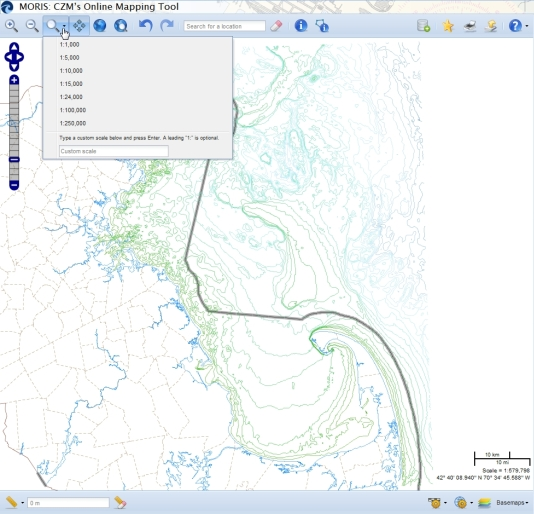 MORIS: CZM's Online Mapping Tool
Search for a location
1:1,000
1:5,000
1:10,000
1:15,000
1:24,000
1:100,000
1:250,000
Type a custom scale below and press Enter. A leading "1:" is optional.
Custom scale
10 km
10 mi
Scale = 1:579,798
42° 40' 08.940" N 70° 34' 45.588" W
0 m
Basemaps